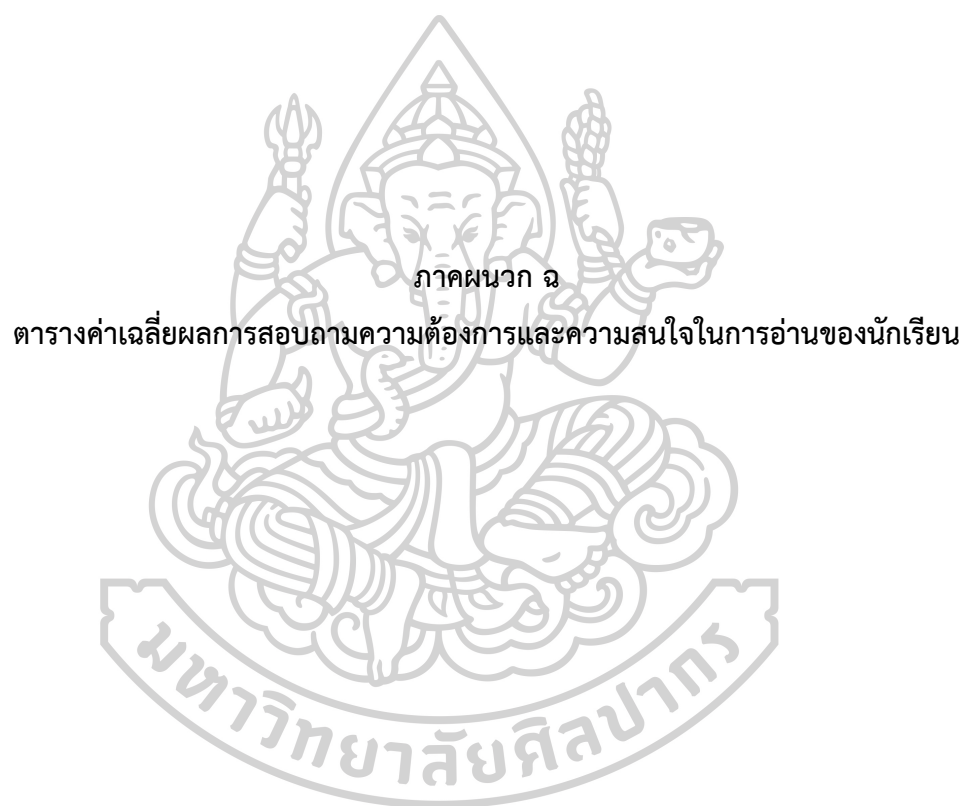 ภาคผนวก ฉ
ตารางค่าเฉลี่ยผลการสอบถามความต้องการและความสนใจในการอ่านของนักเรียน
มหาวิทยาลัยศิลปากร